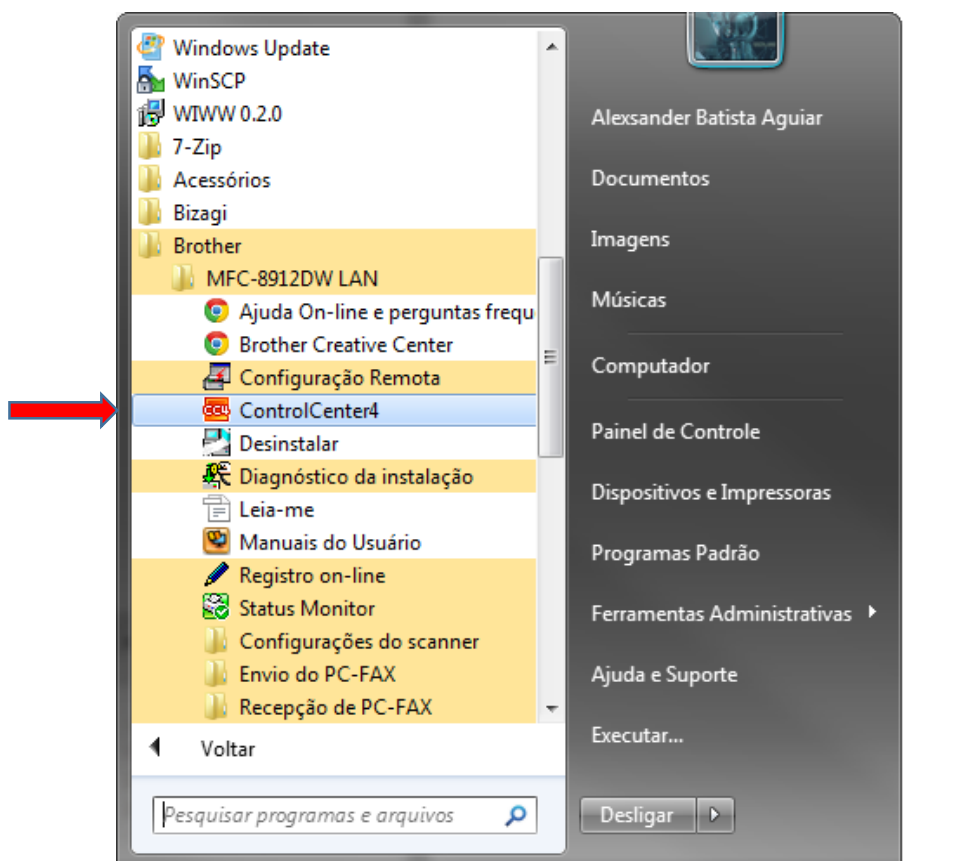 Windows Update
WinSCP
WIWW 0.2.0
7-Zip
Acessórios
Bizagi
Brother
MFC-8912DW LAN
Ajuda On-line e perguntas frequ
Brother Creative Center
Configuração Remota
ControlCenter4
Desinstalar
Diagnóstico da instalação
Leia-me
Manuais do Usuário
Registro on-line
Status Monitor
Configurações do scanner
Envio do PC-FAX
Recepção de PC-FAX
Voltar
Pesquisar programas e arquivos
Alexsander Batista Aguiar
Documentos
Imagens
Músicas
Computador
Painel de Controle
Dispositivos e Impressoras
Programas Padrão
Ferramentas Administrativas
Ajuda e Suporte
Executar...
Desligar